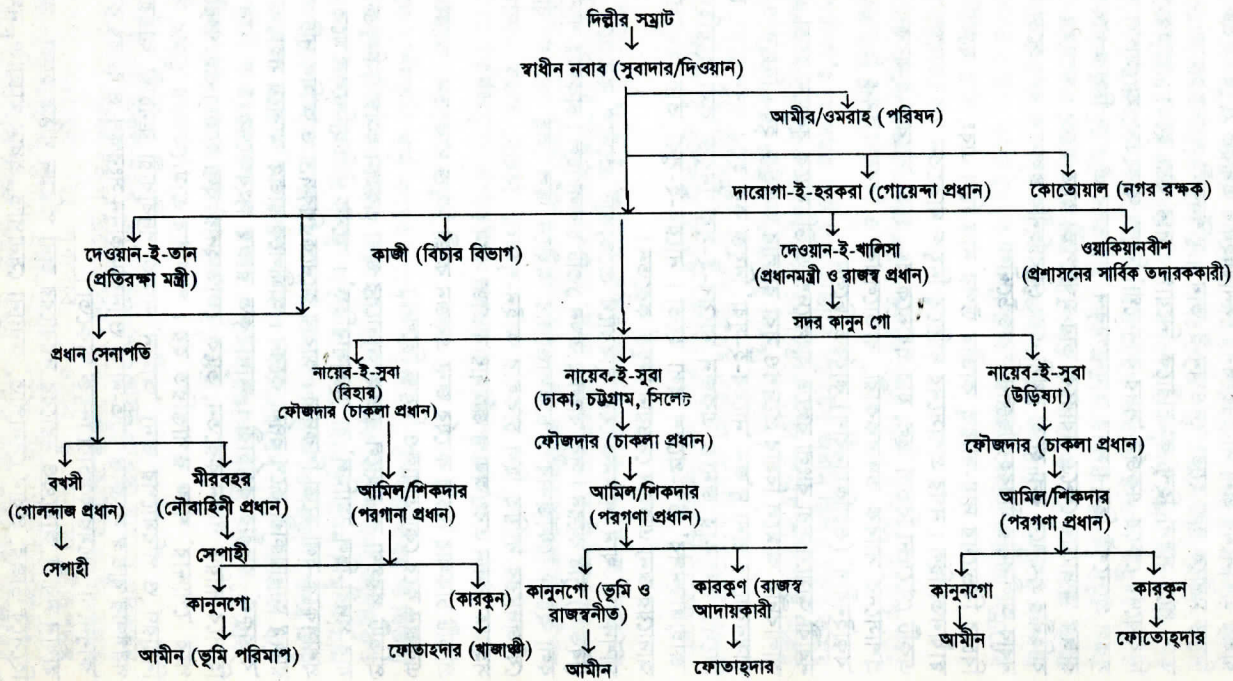 দিল্লীর সম্রাট
স্বাধীন নবাব (সুবাদার/দিওয়ান)
আমীর/ওমরাহ (পরিষদ)
দারোগা-ই-হরকরা (গোয়েন্দা প্রধান)
কোতোয়াল (নগর রক্ষক)
দেওয়ান-ই-তান
(প্রতিরক্ষা মন্ত্রী)
কাজী (বিচার বিভাগ)
দেওয়ান-ই-খালিসা
(প্রধানমন্ত্রী ও রাজস্ব প্রধান)
ওয়াকিয়ানবীশ
(প্রশাসনের সার্বিক তদারককারী)
সদর কানুন গো
প্রধান সেনাপতি
নায়েব-ই-সুবা
(বিহার)
ফৌজদার (চাকলা প্রধান)
নায়েব-ই-সুবা
(ঢাকা, চট্টগ্রাম, সিলেট
ফৌজদার (চাকলা প্রধান)
নায়েব-ই-সুবা
(উড়িষ্যা)
ফৌজদার (চাকলা প্রধান)
বখসী
(গোলন্দাজ প্রধান)
সেপাহী
মীরবহর
(নৌবাহিনী প্রধান)
সেপাহী
আমিল/শিকদার
(পরগানা প্রধান)
আমিল/শিকদার
(পরগণা প্রধান)
আমিল/শিকদার
(পরগণা প্রধান)
কানুনগো
আমীন (ভূমি পরিমাপ)
(কারকুন)
ফোতাহদার (খাজাঞ্চী)
কানুনগো (ভূমি ও
রাজস্বনীত)
আমীন
কারকুণ (রাজস্ব
আদায়কারী
ফোতাহ্দার
কানুনগো
আমীন
কারকুন
ফোতোহ্দার